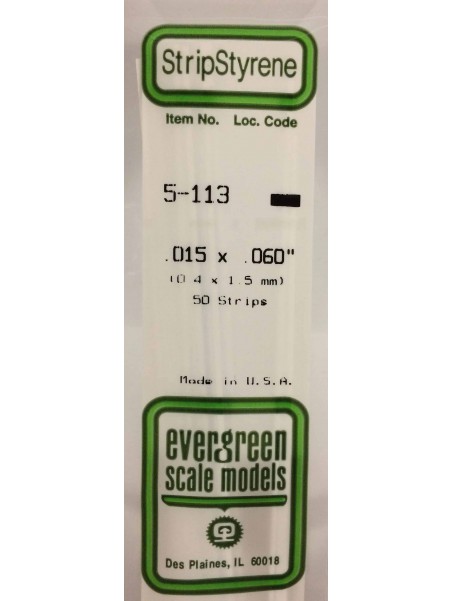 StripStyrene
Item No. Loc. Code
5-113
.015 x .060"
(0.4 x 1.5 mm)
50 Strips
Made in U.S.A.
evergreen
scale models
Des Plaines, IL 60018